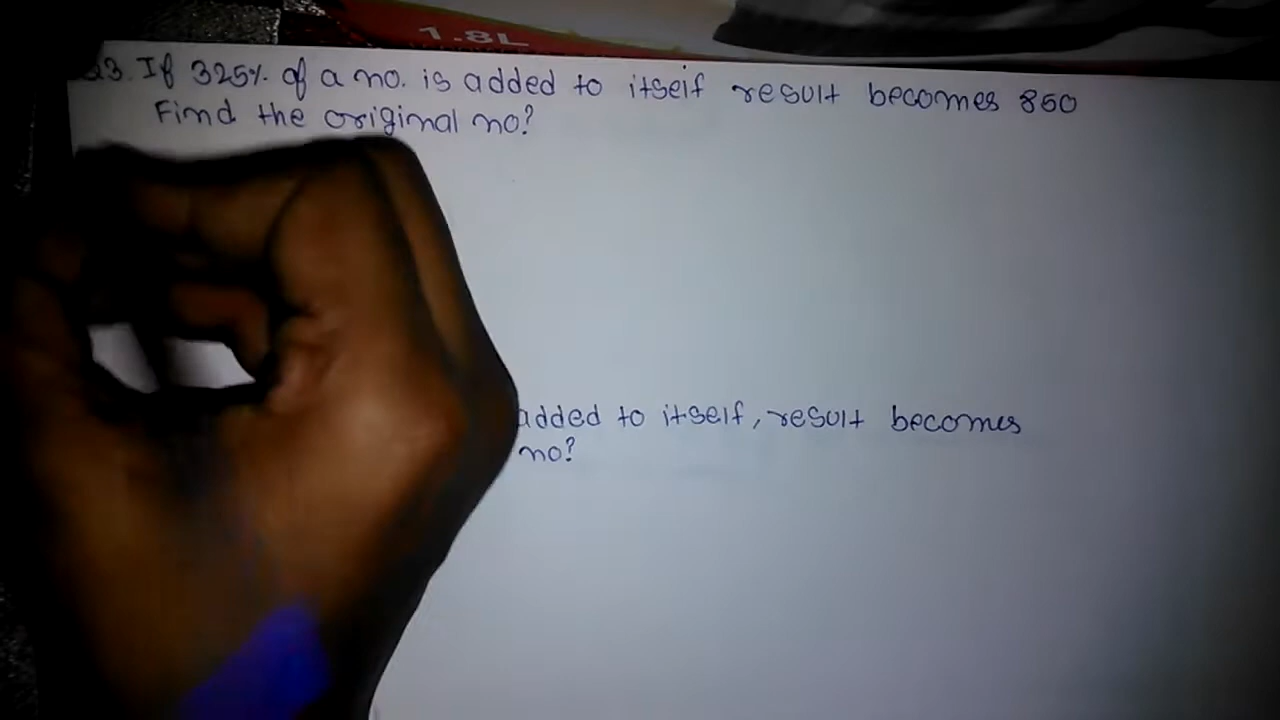 1.8L
23. If 325% of a no. is added to itself result becomes 850
Find the original no?
added to itself, result becomes
no?